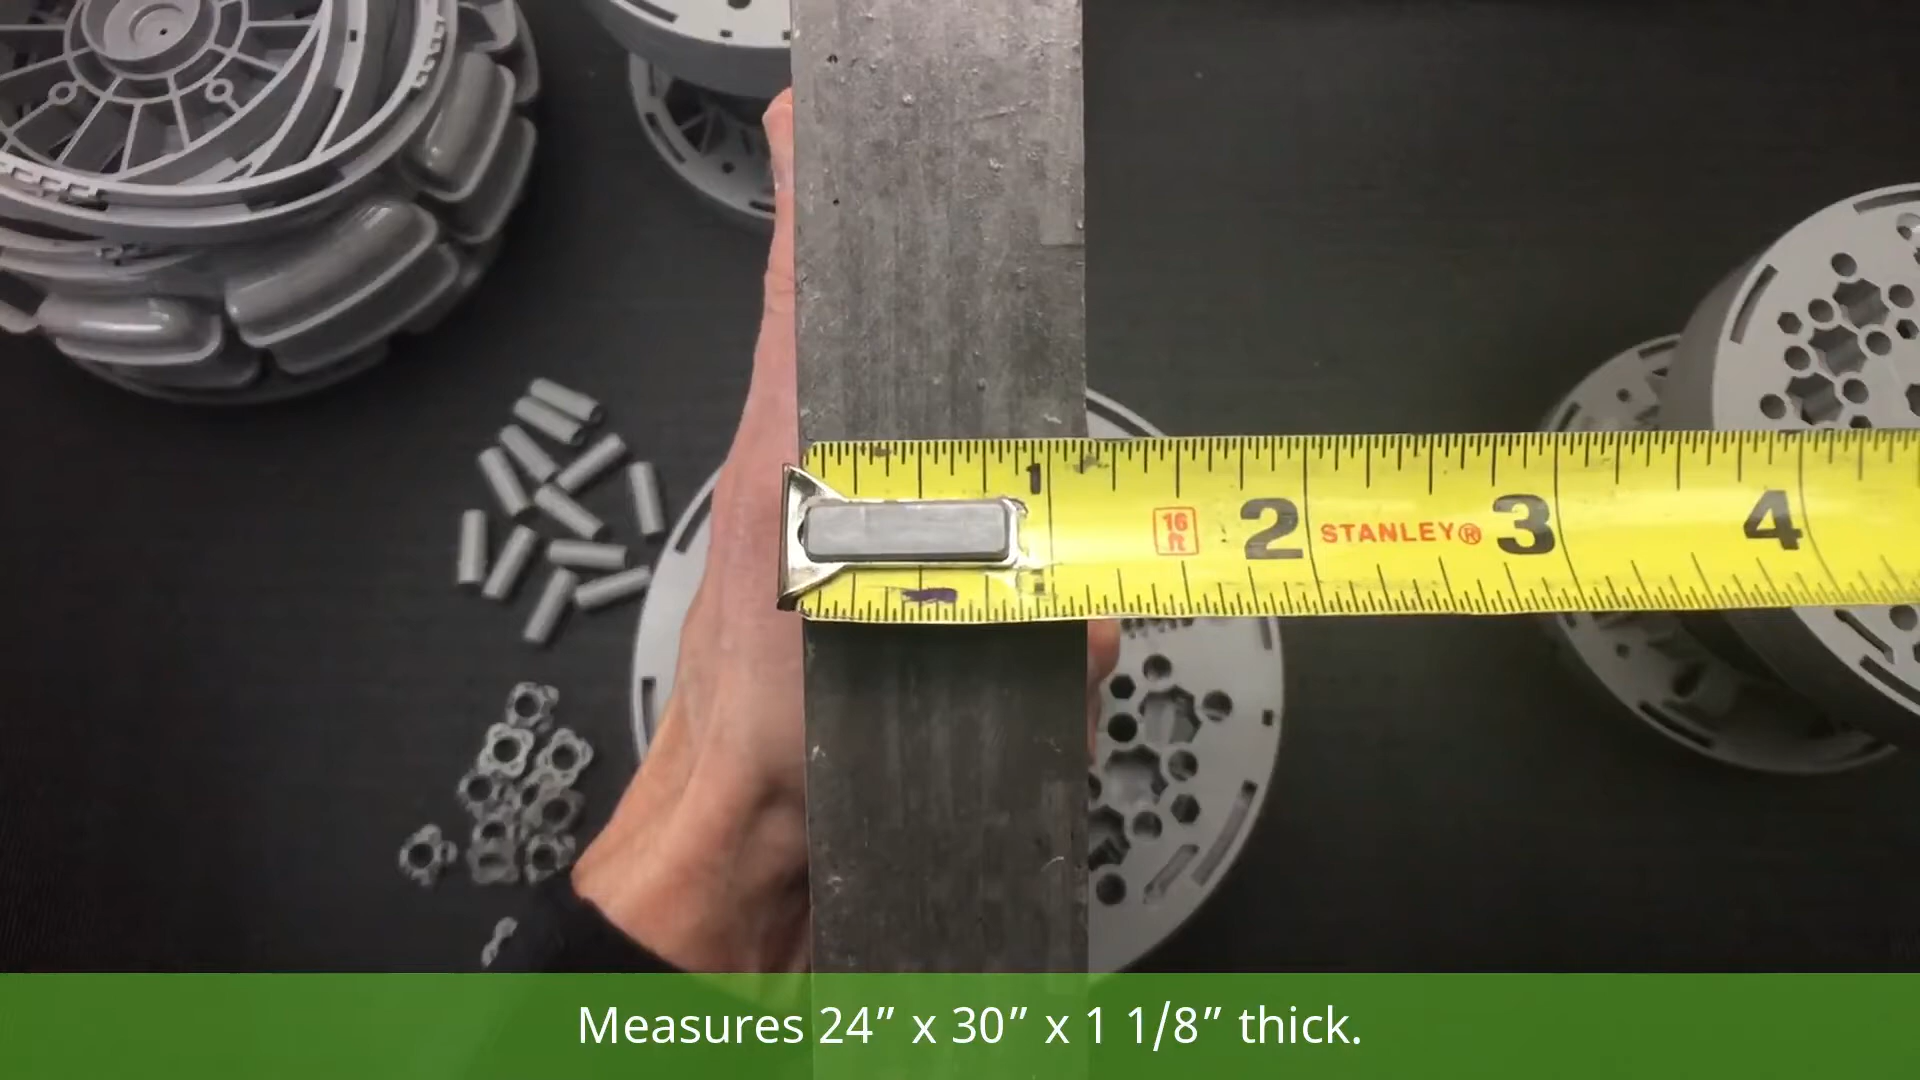 1
16
ft
2 STANLEY® 3 4
Measures 24” x 30” x 1 1/8” thick.